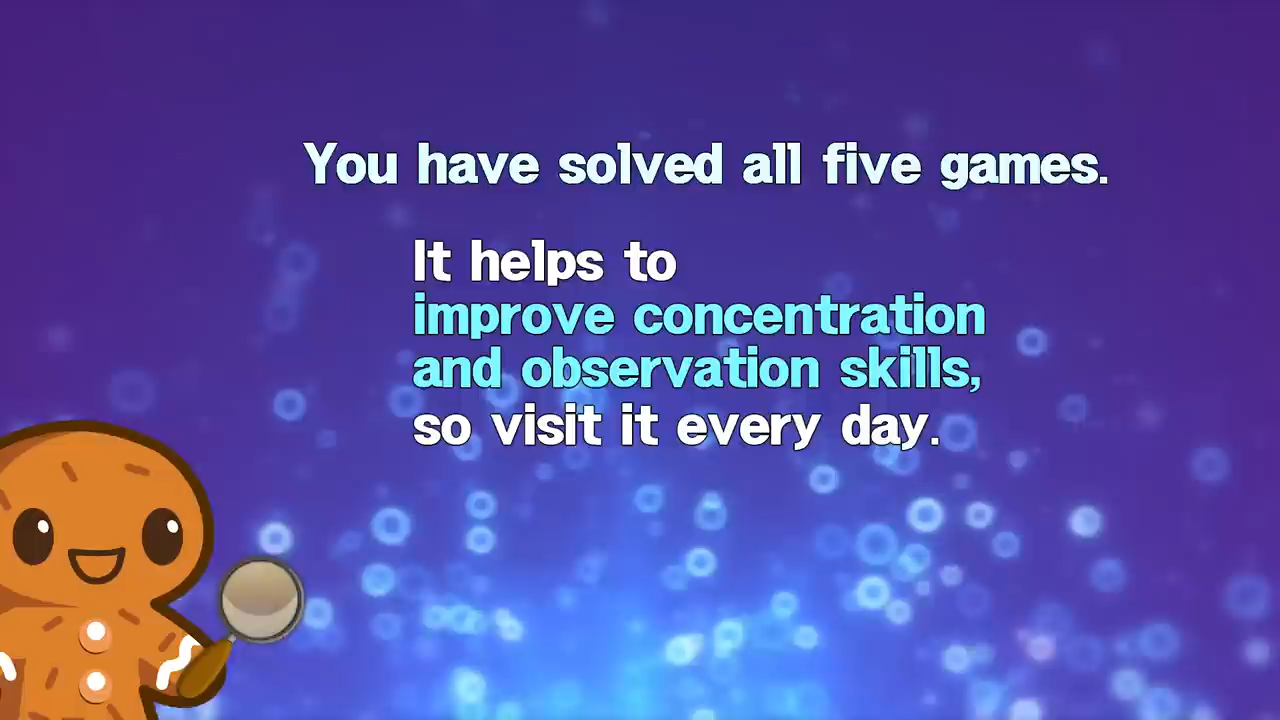 You have solved all five games.
It helps to
improve concentration
and observation skills,
so visit it every day.